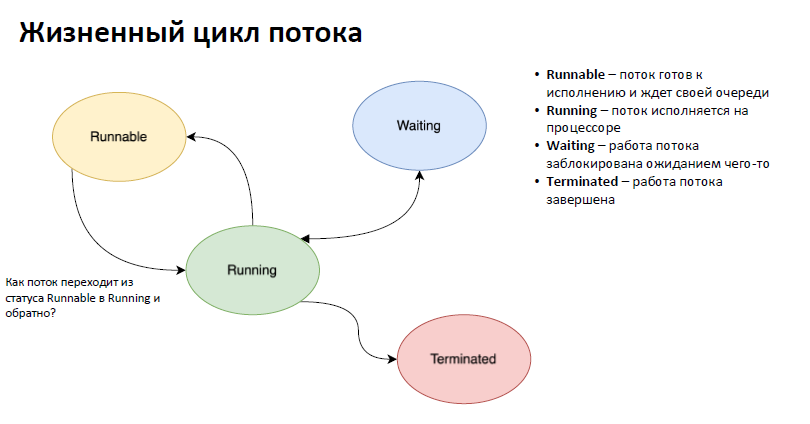 Жизненный цикл потока
Runnable
Waiting
Running
Terminated
• Runnable – поток готов к
исполнению и ждет своей очереди
• Running – поток исполняется на
процессоре
• Waiting – работа потока
заблокирована ожиданием чего-то
• Terminated – работа потока
завершена
Как поток переходит из
статуса Runnable в Running и
обратно?